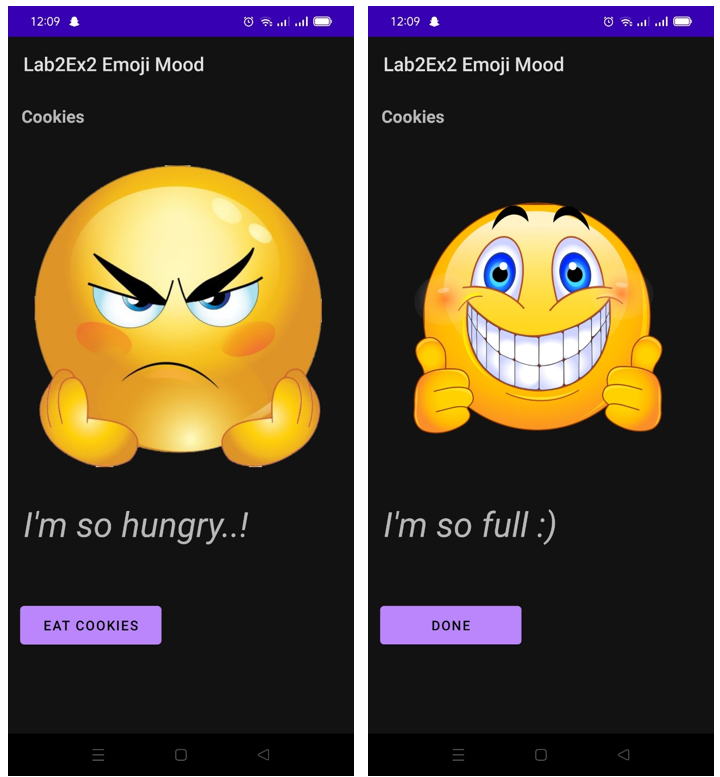 12:09
Lab2Ex2 Emoji Mood
Cookies
I'm so hungry..!
EAT COOKIES
12:09
Lab2Ex2 Emoji Mood
Cookies
I'm so full :)
DONE